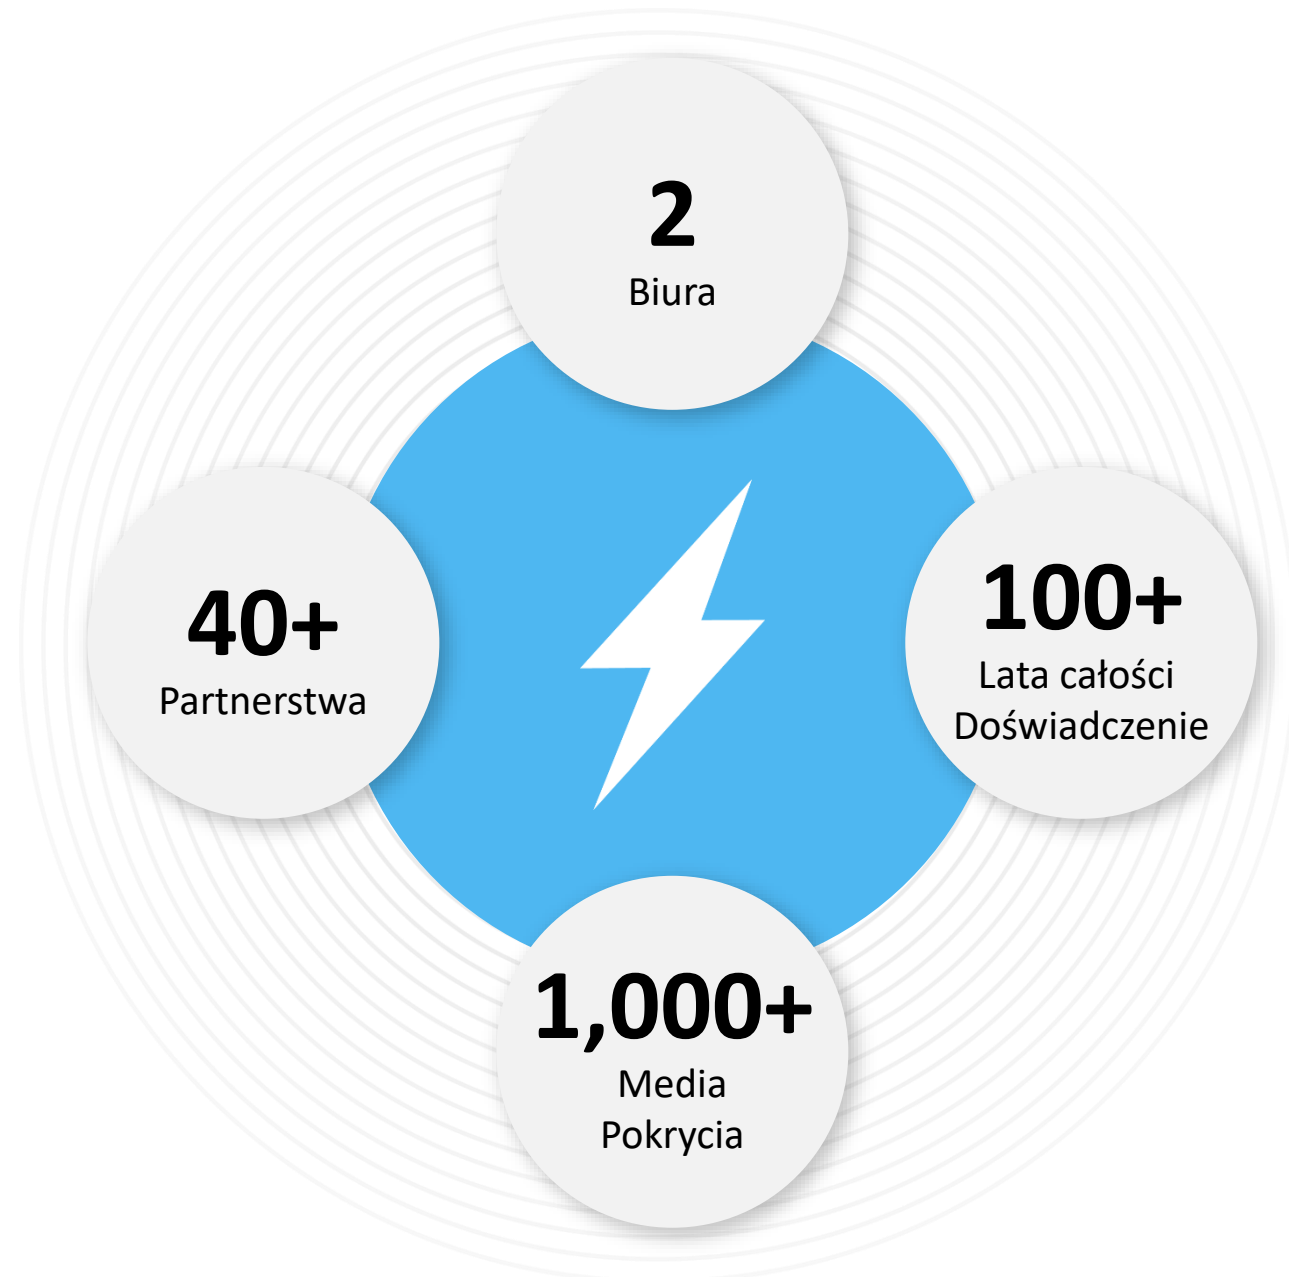 2
Biura
40+
Partnerstwa
100+
Lata całości
Doświadczenie
1,000+
Media
Pokrycia